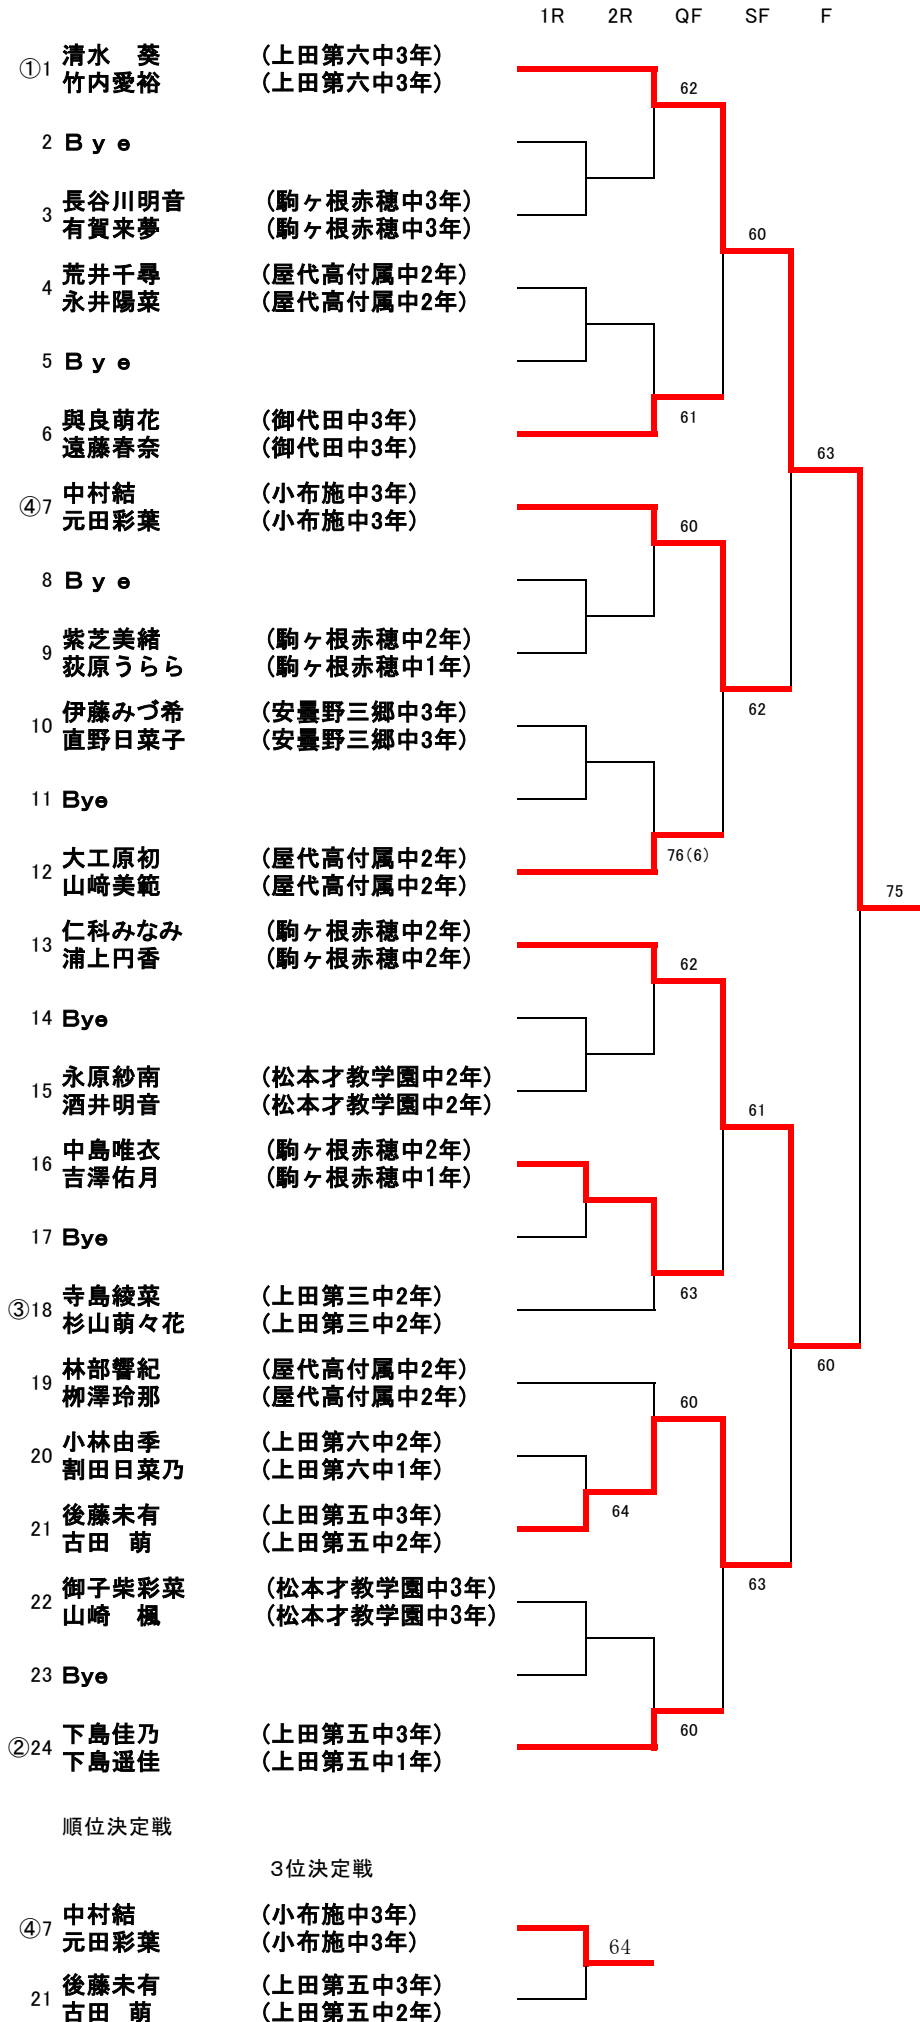 1R 2R QF SF F
①1 清水　葵 (上田第六中3年)
竹内愛裕 (上田第六中3年)
62
2 Ｂｙｅ
3 長谷川明音 (駒ヶ根赤穂中3年)
有賀来夢 (駒ヶ根赤穂中3年)
60
4 荒井千尋 (屋代高付属中2年)
永井陽菜 (屋代高付属中2年)
5 Ｂｙｅ
6 與良萌花 (御代田中3年)
遠藤春奈 (御代田中3年)
61
63
④7 中村結 (小布施中3年)
元田彩葉 (小布施中3年)
60
8 Ｂｙｅ
9 紫芝美緒 (駒ヶ根赤穂中2年)
荻原うらら (駒ヶ根赤穂中1年)
10 伊藤みづ希 (安曇野三郷中3年)
直野日菜子 (安曇野三郷中3年)
62
11 Bye
12 大工原初 (屋代高付属中2年)
山﨑美範 (屋代高付属中2年)
76(6)
75
13 仁科みなみ (駒ヶ根赤穂中2年)
浦上円香 (駒ヶ根赤穂中2年)
62
14 Bye
15 永原紗南 (松本才教学園中2年)
酒井明音 (松本才教学園中2年)
61
16 中島唯衣 (駒ヶ根赤穂中2年)
吉澤佑月 (駒ヶ根赤穂中1年)
17 Bye
③18 寺島綾菜 (上田第三中2年)
杉山萌々花 (上田第三中2年)
63
19 林部響紀 (屋代高付属中2年)
栁澤玲那 (屋代高付属中2年)
60
60
20 小林由季 (上田第六中2年)
割田日菜乃 (上田第六中1年)
21 後藤未有 (上田第五中3年)
古田　萌 (上田第五中2年)
64
22 御子柴彩菜 (松本才教学園中3年)
山崎　楓 (松本才教学園中3年)
63
23 Bye
②24 下島佳乃 (上田第五中3年)
下島遥佳 (上田第五中1年)
60
順位決定戦
3位決定戦
④7 中村結 (小布施中3年)
元田彩葉 (小布施中3年)
64
21 後藤未有 (上田第五中3年)
古田　萌 (上田第五中2年)